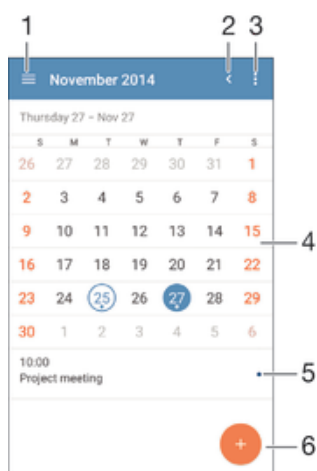 1 2 3
November 2014
Thursday 27 – Nov 27
S M T W T F S
26 27 28 29 30 31 1
2 3 4 5 6 7 8
9 10 11 12 13 14 15
4
16 17 18 19 20 21 22
23 24 25 26 27 28 29
30 1 2 3 4 5 6
10:00
Project meeting
5
+
6